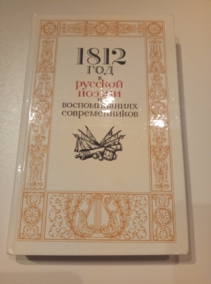 1812
год
в
русской
поэзии
и
воспоминаниях
современников